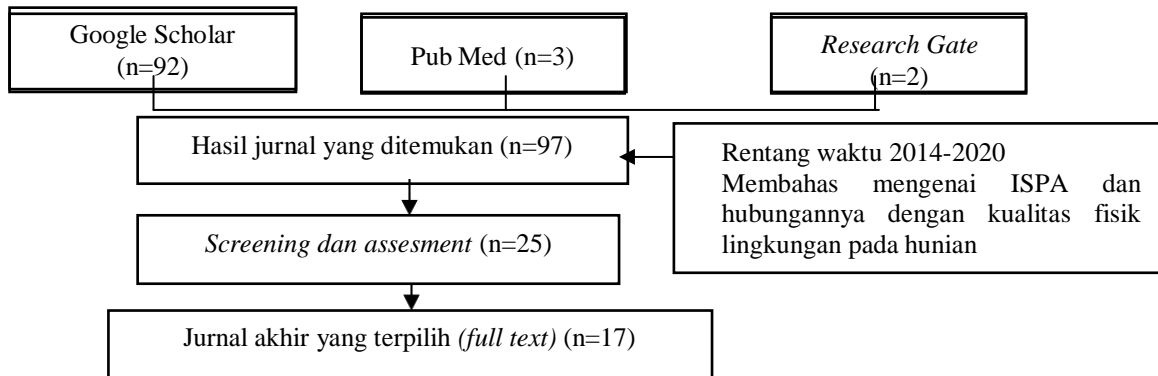 Google Scholar
(n=92)
Pub Med (n=3)
Research Gate
(n=2)
Hasil jurnal yang ditemukan (n=97)
Rentang waktu 2014-2020
Membahas mengenai ISPA dan
hubungannya dengan kualitas fisik
lingkungan pada hunian
Screening dan assesment (n=25)
Jurnal akhir yang terpilih (full text) (n=17)